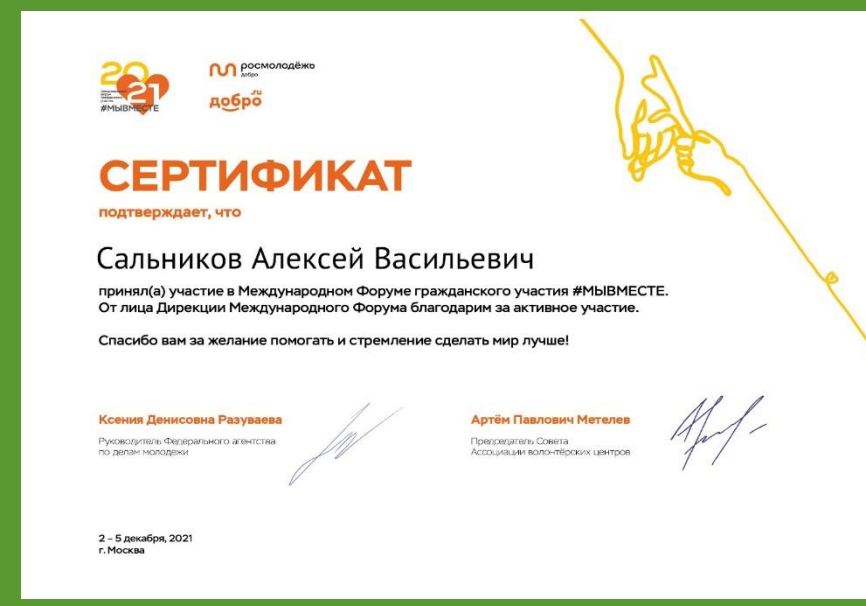 2021
#МЫВМЕСТЕ
росмолодёжь
добро
добро.ru
СЕРТИФИКАТ
подтверждает, что
Сальников Алексей Васильевич
принял(а) участие в Международном Форуме гражданского участия #МЫВМЕСТЕ.
От лица Дирекции Международного Форума благодарим за активное участие.
Спасибо вам за желание помогать и стремление сделать мир лучше!
Ксения Денисовна Разуваева
Руководитель Федерального агентства
по делам молодежи
Артём Павлович Метелев
Председатель Совета
Ассоциации волонтёрских центров
2 – 5 декабря, 2021
г. Москва